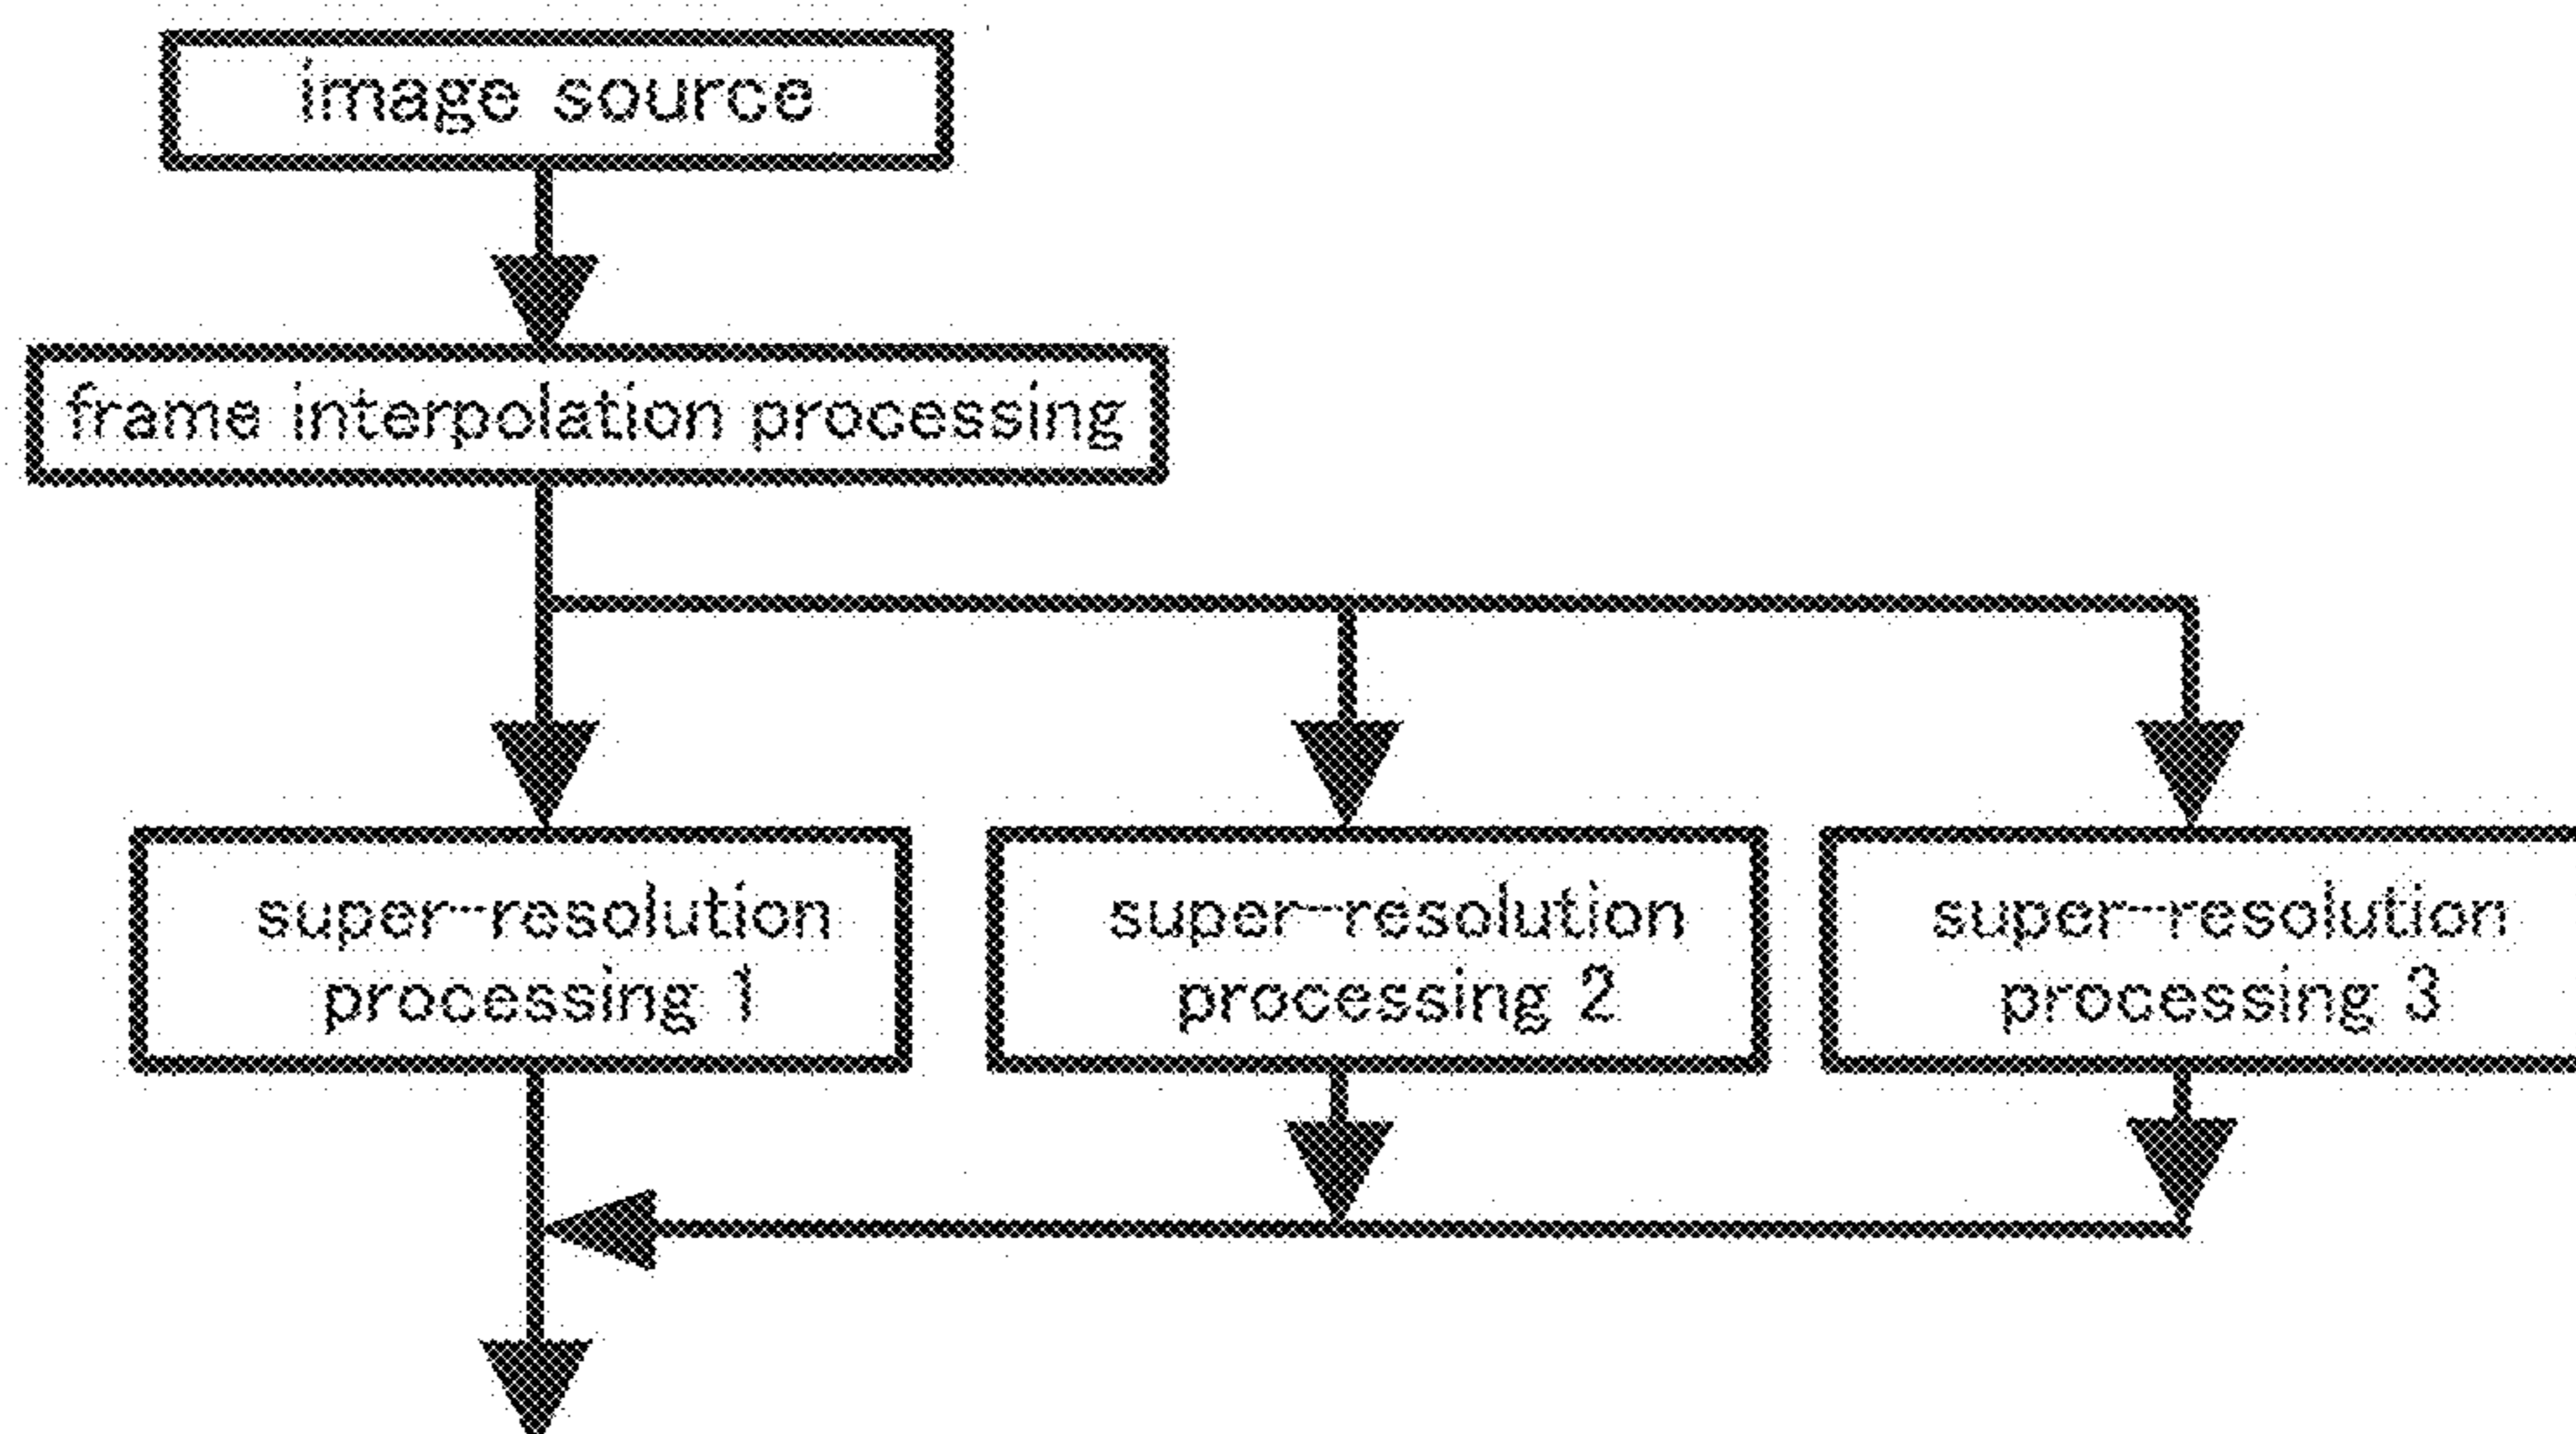 image source
frame interpolation processing
super-resolution
processing 1
super-resolution
processing 2
super-resolution
processing 3